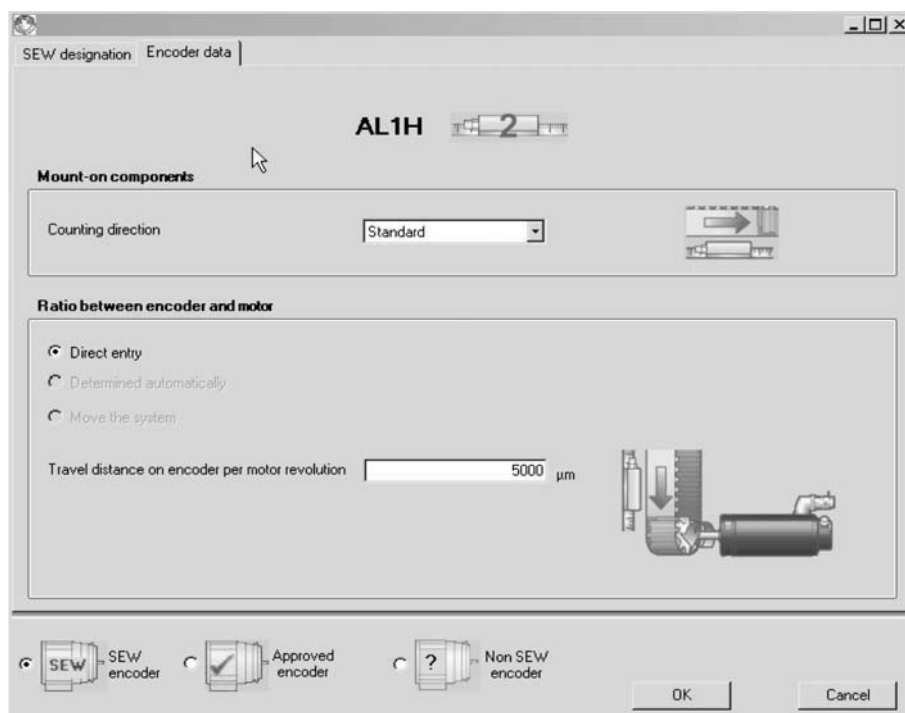 SEW designation
Encoder data
AL1H
2
Mount-on components
Counting direction
Standard
Ratio between encoder and motor
Direct entry
Determined automatically
Move the system
Travel distance on encoder per motor revolution
5000
µm
SEW
SEW
encoder
Approved
encoder
?
Non SEW
encoder
OK
Cancel